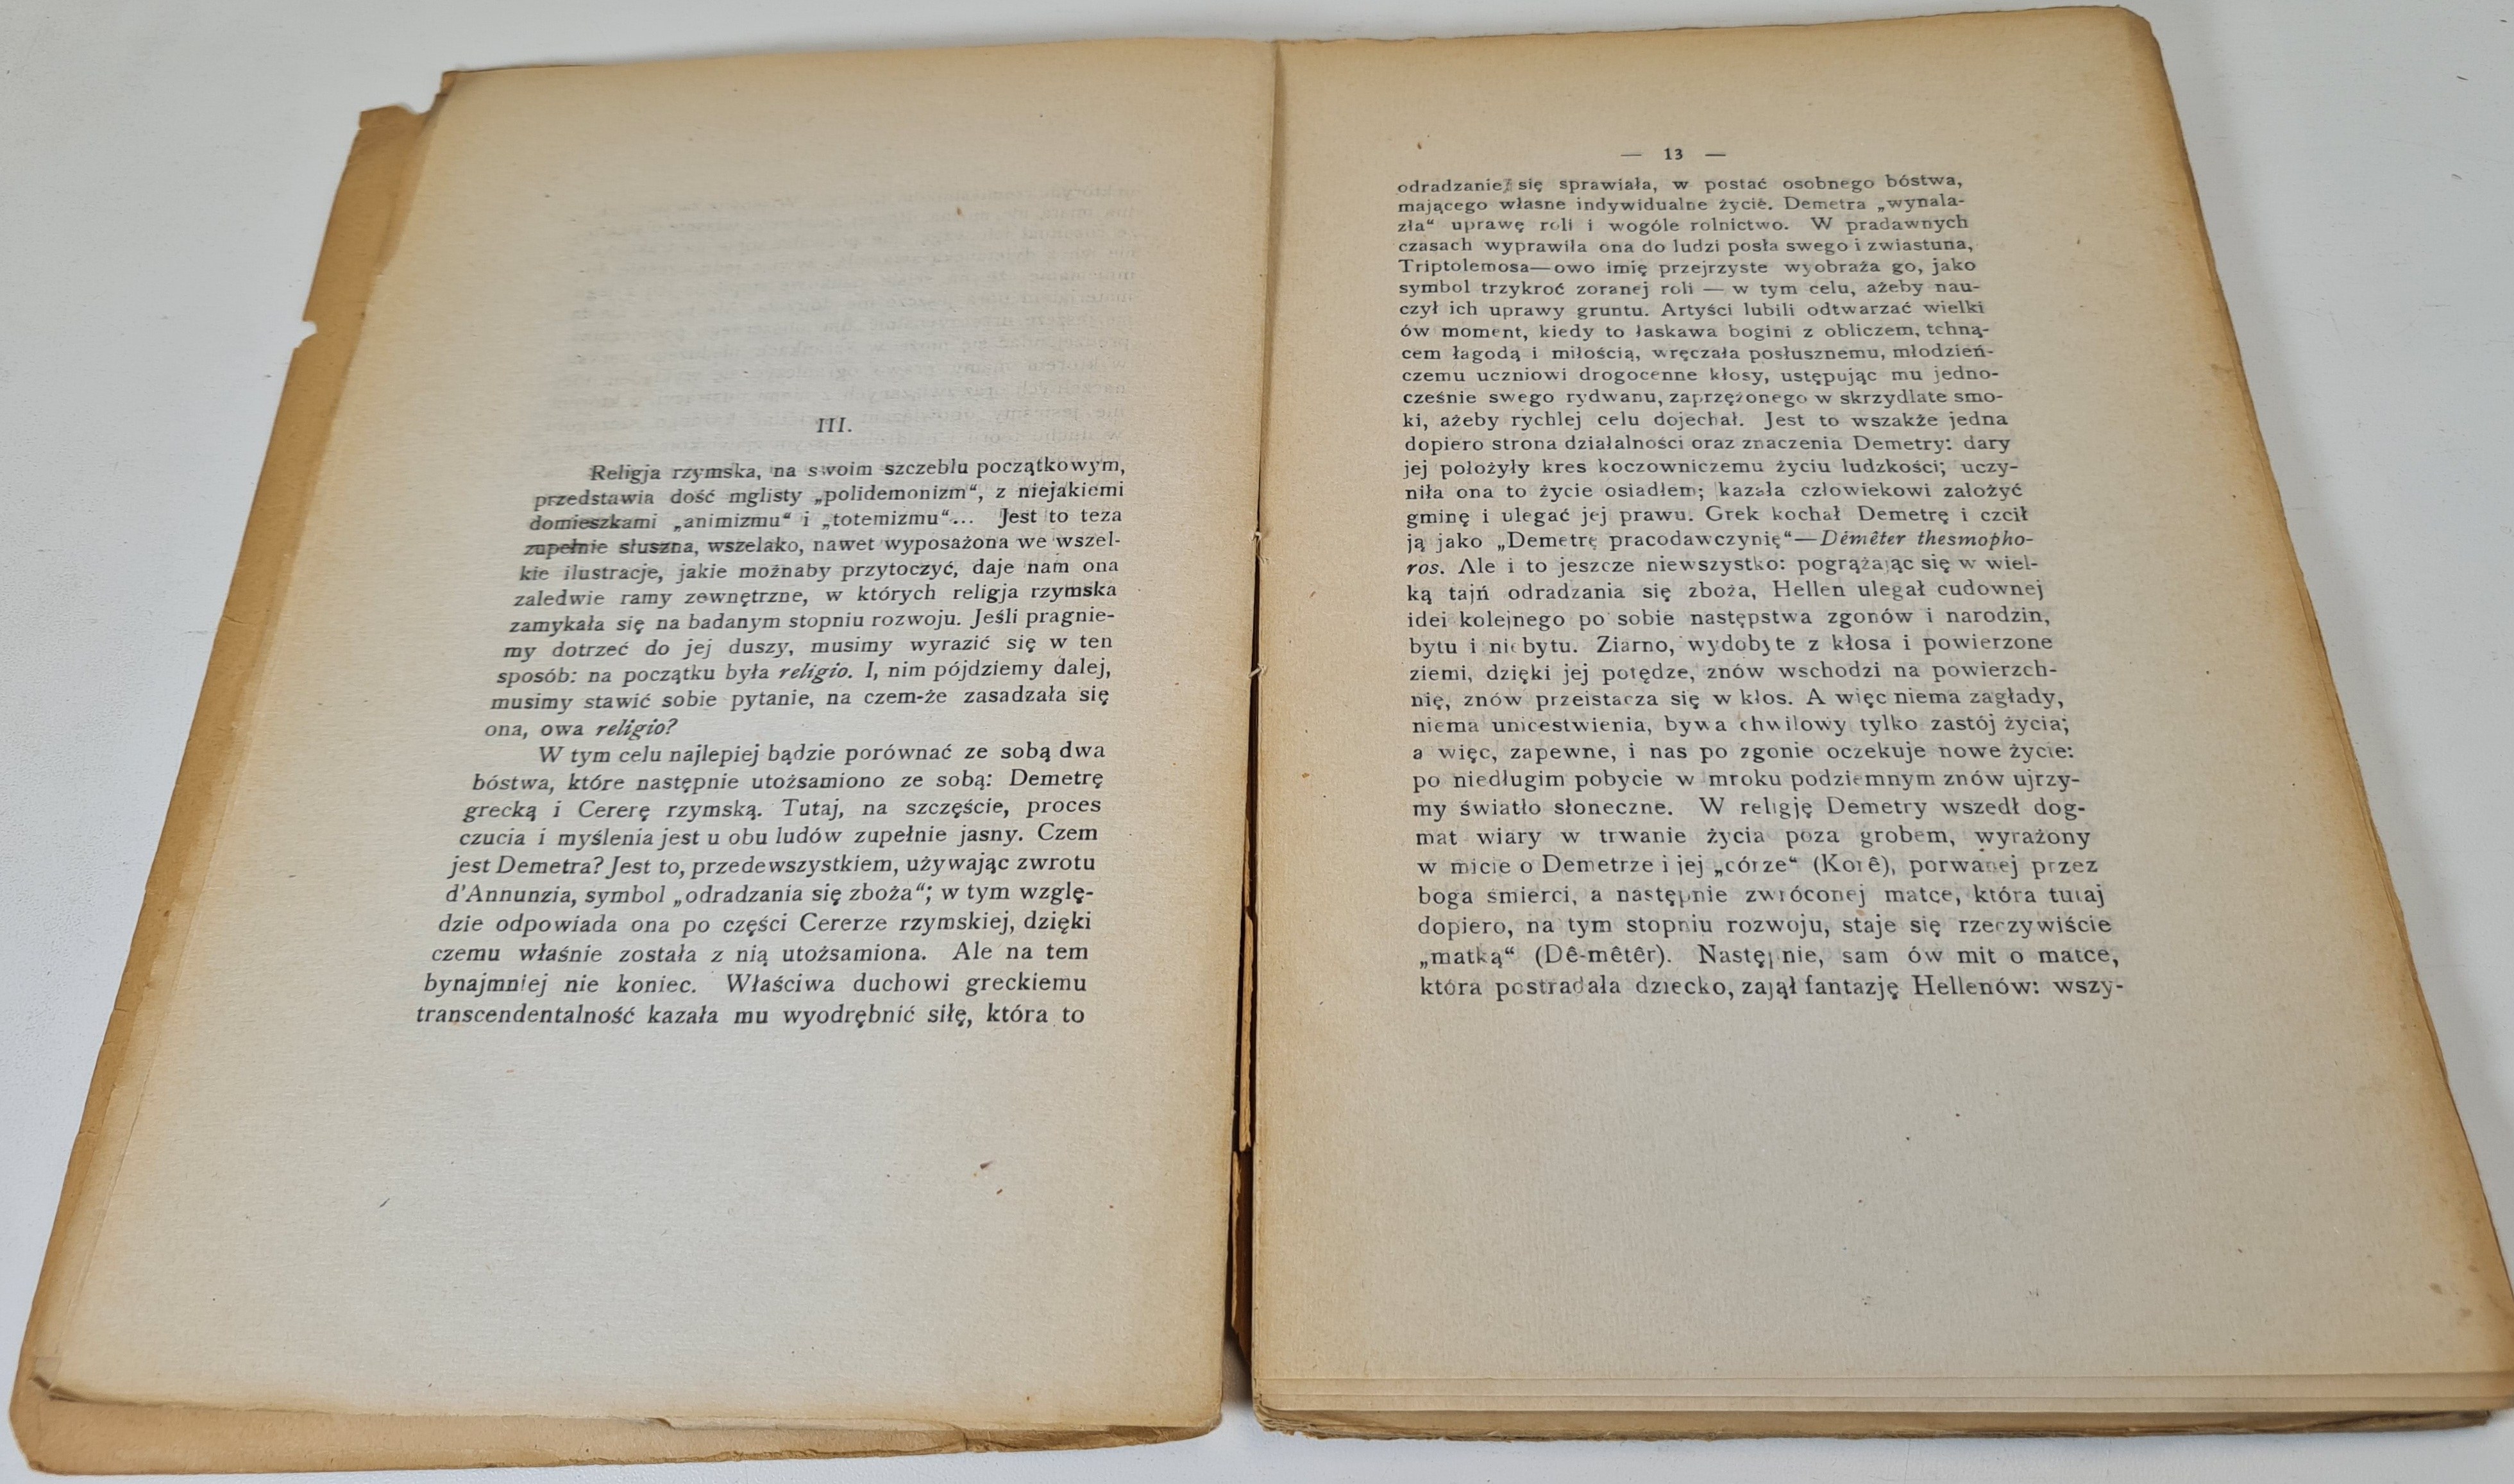 III.
Religja rzymska, na swoim szczeblu początkowym,
przedstawia dość mglisty „polidemonizm“, z niejakiemi
domieszkami „animizmu“ i „totemizmu“... Jest to teza
zupełnie słuszna, wszelako, nawet wyposażona we wszel-
kie ilustracje, jakie możnaby przytoczyć, daje nam ona
zaledwie ramy zewnętrzne, w których religja rzymska
zamykała się na badanym stopniu rozwoju. Jeśli pragnie-
my dotrzeć do jej duszy, musimy wyrazić się w ten
sposób: na początku była religio. I, nim pójdziemy dalej,
musimy stawić sobie pytanie, na czem-że zasadzała się
ona, owa religio?
W tym celu najlepiej bądzie porównać ze sobą dwa
bóstwa, które następnie utożsamiono ze sobą: Demetrę
grecką i Cererę rzymską. Tutaj, na szczęście, proces
czucia i myślenia jest u obu ludów zupełnie jasny. Czem
jest Demetra? Jest to, przedewszystkiem, używając zwrotu
d'Annunzia, symbol „odradzania się zboża“; w tym wzglę-
dzie odpowiada ona po części Cererze rzymskiej, dzięki
czemu właśnie została z nią utożsamiona. Ale na tem
bynajmniej nie koniec. Właściwa duchowi greckiemu
transcendentalność kazała mu wyodrębnić siłę, która to
— 13 —
odradzanie się sprawiała, w postać osobnego bóstwa,
mającego własne indywidualne życie. Demetra „wynala-
zła“ uprawę roli i wogóle rolnictwo. W pradawnych
czasach wyprawiła ona do ludzi posła swego i zwiastuna,
Triptolemosa—owo imię przejrzyste wyobraża go, jako
symbol trzykroć zoranej roli — w tym celu, ażeby nau-
czył ich uprawy gruntu. Artyści lubili odtwarzać wielki
ów moment, kiedy to łaskawa bogini z obliczem, tchną-
cem łagodą i miłością, wręczała posłusznemu, młodzień-
czemu uczniowi drogocenne kłosy, ustępując mu jedno-
cześnie swego rydwanu, zaprzężonego w skrzydlate smo-
ki, ażeby rychlej celu dojechał. Jest to wszakże jedna
dopiero strona działalności oraz znaczenia Demetry: dary
jej położyły kres koczowniczemu życiu ludzkości; uczy-
niła ona to życie osiadłem; kazała człowiekowi założyć
gminę i ulegać jej prawu. Grek kochał Demetrę i czcił
ją jako „Demetrę pracodawczynię“—Dêmêter thesmopho-
ros. Ale i to jeszcze niewszystko: pogrążając się w wiel-
ką tajń odradzania się zboża, Hellen ulegał cudownej
idei kolejnego po sobie następstwa zgonów i narodzin,
bytu i niebytu. Ziarno, wydobyte z kłosa i powierzone
ziemi, dzięki jej potędze, znów wschodzi na powierzch-
nię, znów przeistacza się w kłos. A więc niema zagłady,
niema unicestwienia, bywa chwilowy tylko zastój życia;
a więc, zapewne, i nas po zgonie oczekuje nowe życie:
po niedługim pobycie w mroku podziemnym znów ujrzy-
my światło słoneczne. W religję Demetry wszedł dog-
mat wiary w trwanie życia poza grobem, wyrażony
w micie o Demetrze i jej „córze“ (Korê), porwanej przez
boga śmierci, a następnie zwróconej matce, która tutaj
dopiero, na tym stopniu rozwoju, staje się rzeczywiście
„matką“ (Dê-mêtêr). Następnie, sam ów mit o matce,
która postradała dziecko, zajął fantazję Hellenów: wszy-